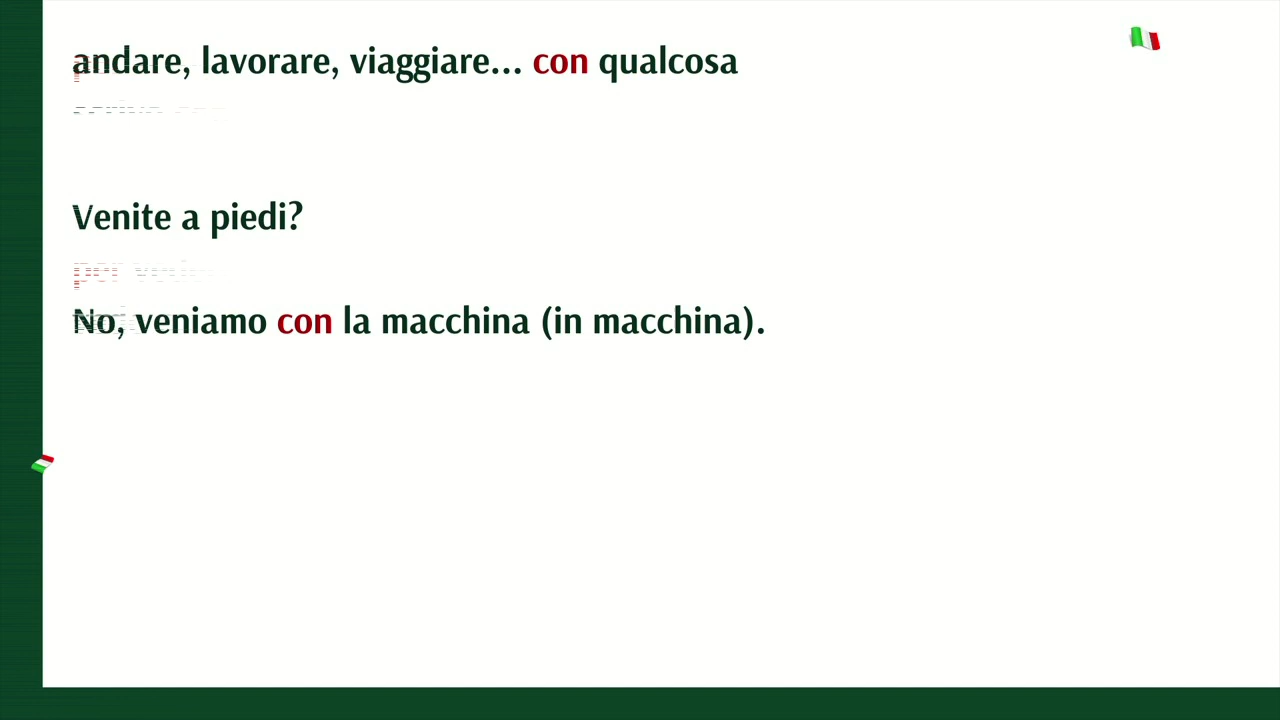 andare, lavorare, viaggiare... con qualcosa
Venite a piedi?
No, veniamo con la macchina (in macchina).